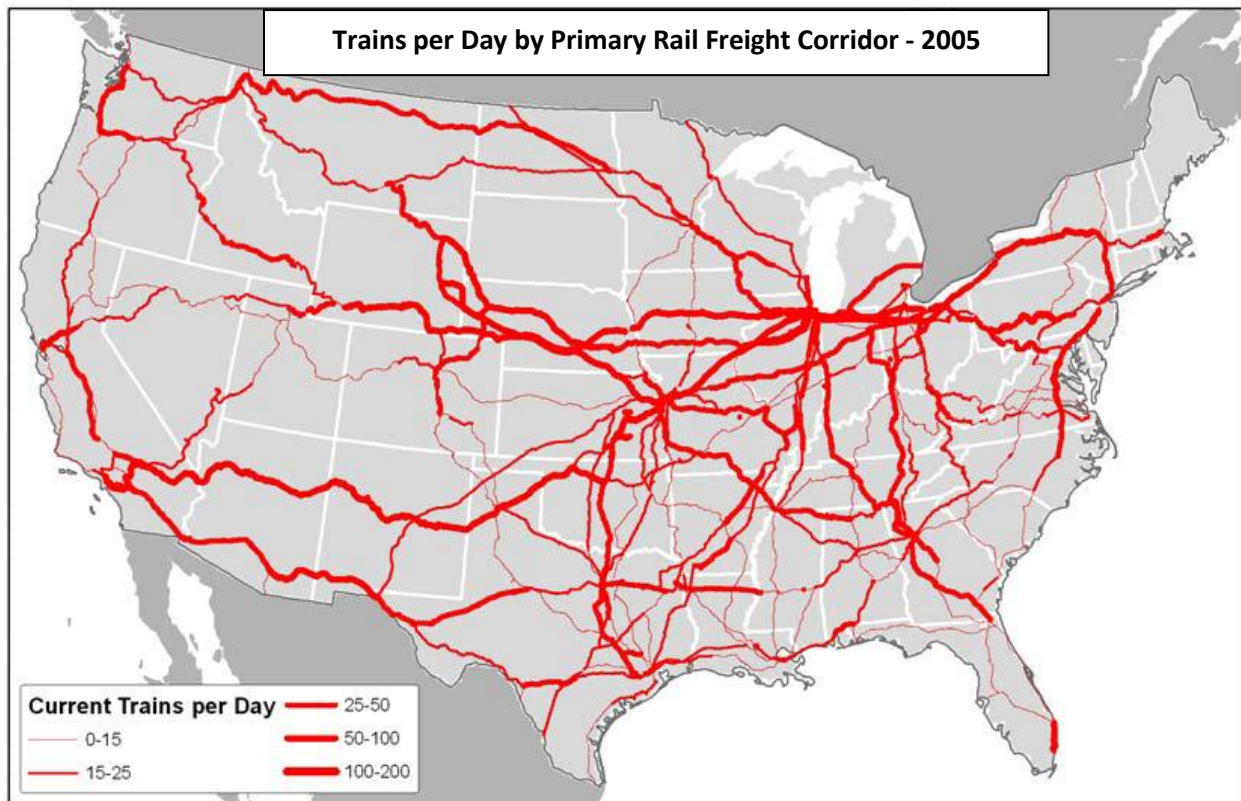 Trains per Day by Primary Rail Freight Corridor - 2005
Current Trains per Day
0-15
15-25
25-50
50-100
100-200